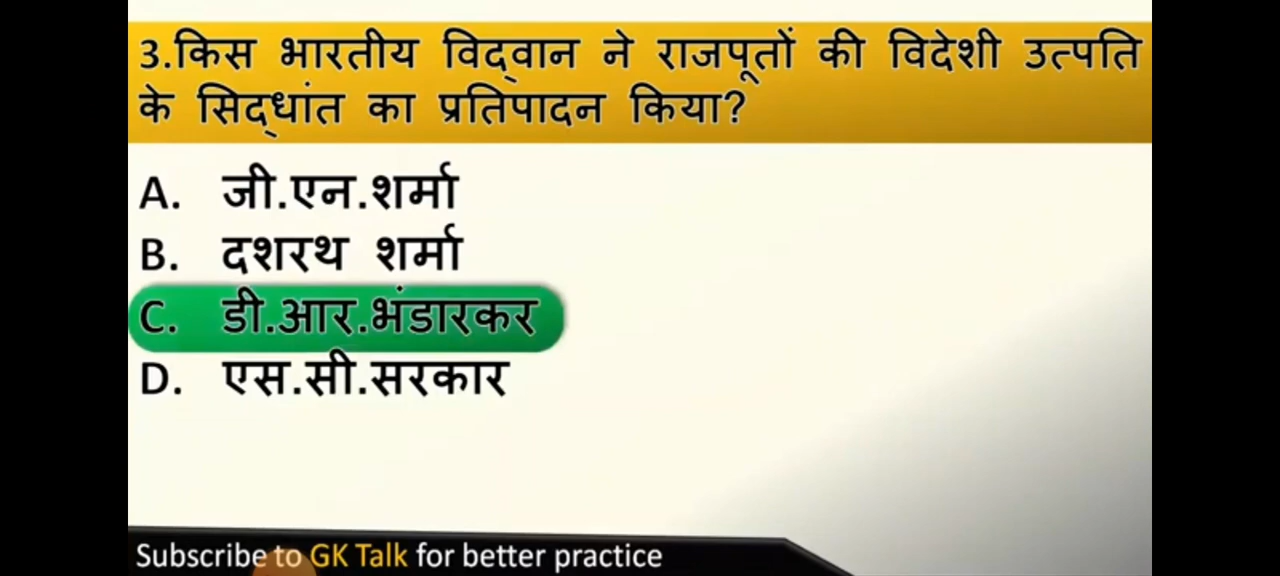 3.किस भारतीय विद्‌वान ने राजपूतों की विदेशी उत्पति
के सिद्‌धांत का प्रतिपादन किया?
A. जी.एन.शर्मा
B. दशरथ शर्मा
C. डी.आर.भंडारकर
D. एस.सी.सरकार
Subscribe to GK Talk for better practice